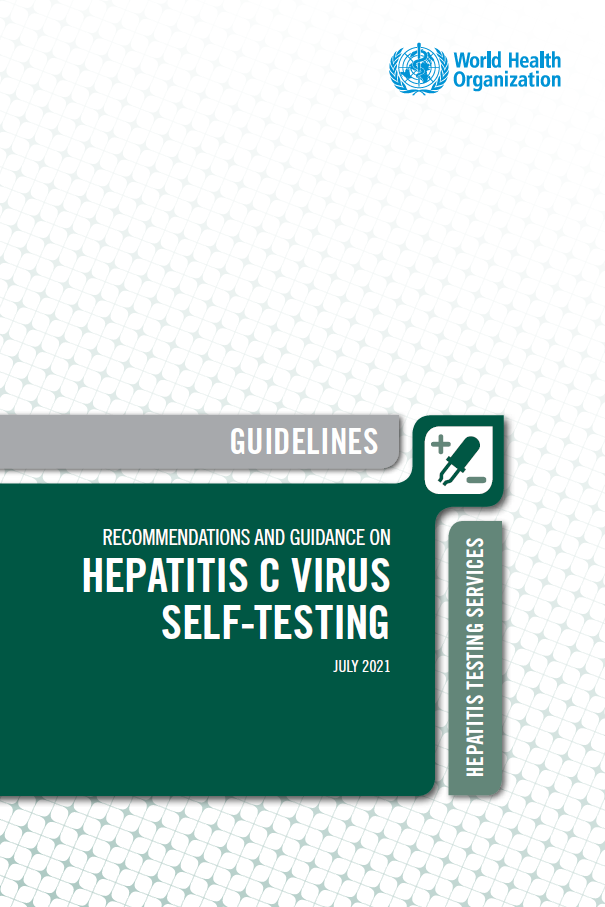 World Health
Organization
GUIDELINES
RECOMMENDATIONS AND GUIDANCE ON
HEPATITIS C VIRUS
SELF-TESTING
JULY 2021
HEPATITIS TESTING SERVICES